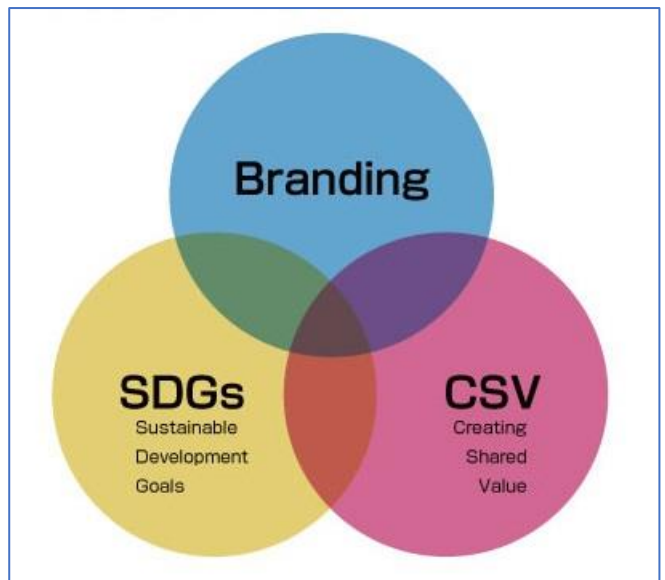 Branding
SDGs
Sustainable
Development
Goals
CSV
Creating
Shared
Value